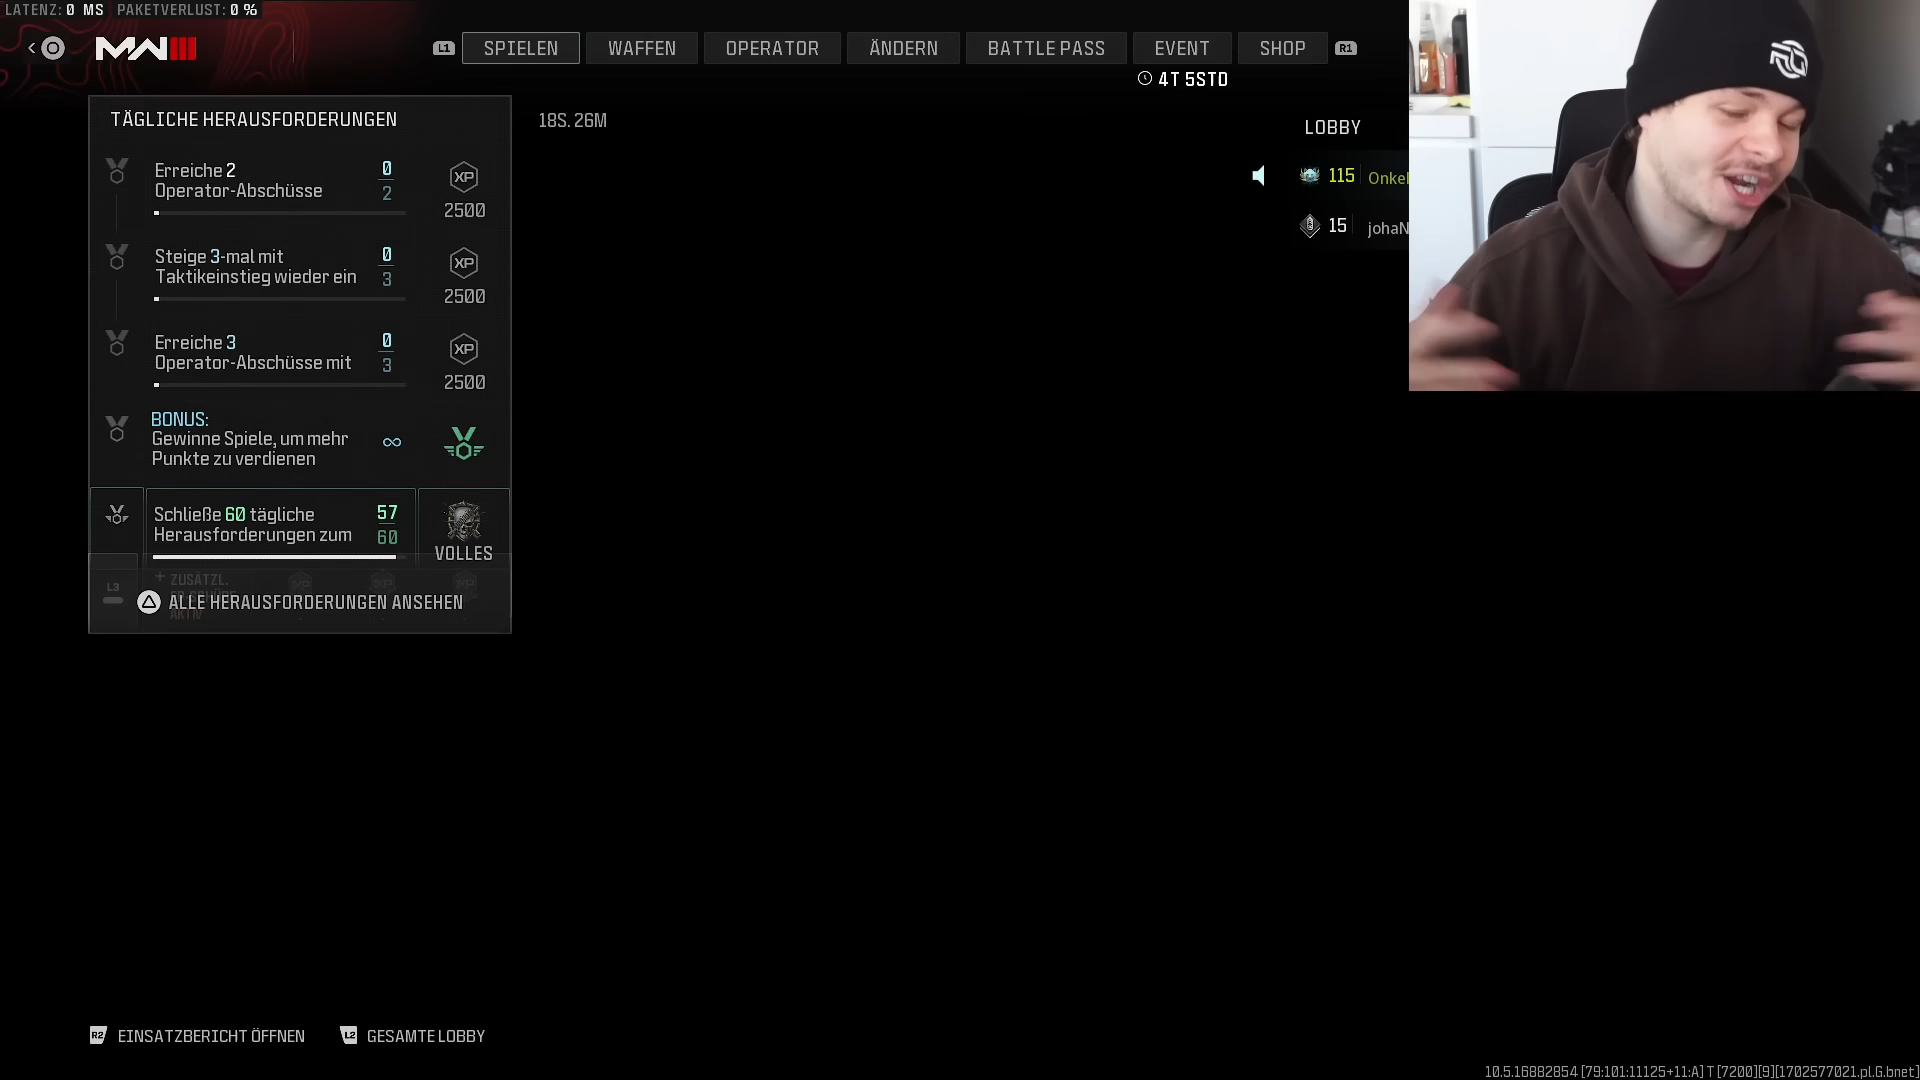 LATENZ: 0 MS PAKETVERLUST: 0 %
MWIII
L1 SPIELEN WAFFEN OPERATOR ÄNDERN BATTLE PASS EVENT SHOP R1
4T 5STD
TÄGLICHE HERAUSFORDERUNGEN
18S. 26M
Erreiche 2
Operator-Abschüsse
0
2
XP
2500
Steige 3-mal mit
Taktikeinstieg wieder ein
0
3
XP
2500
Erreiche 3
Operator-Abschüsse mit
0
3
XP
2500
BONUS:
Gewinne Spiele, um mehr
Punkte zu verdienen
∞
Schließe 60 tägliche
Herausforderungen zum
57
60
VOLLES
L3
+ ZUSÄTZL.
AKTIV
ALLE HERAUSFORDERUNGEN ANSEHEN
LOBBY
115 Onkel
15 johaN
R2 EINSATZBERICHT ÖFFNEN L2 GESAMTE LOBBY
10.5.16882854 [79:101:11125+11:A] T [7200][9][1702577021.pl.G.bnet]